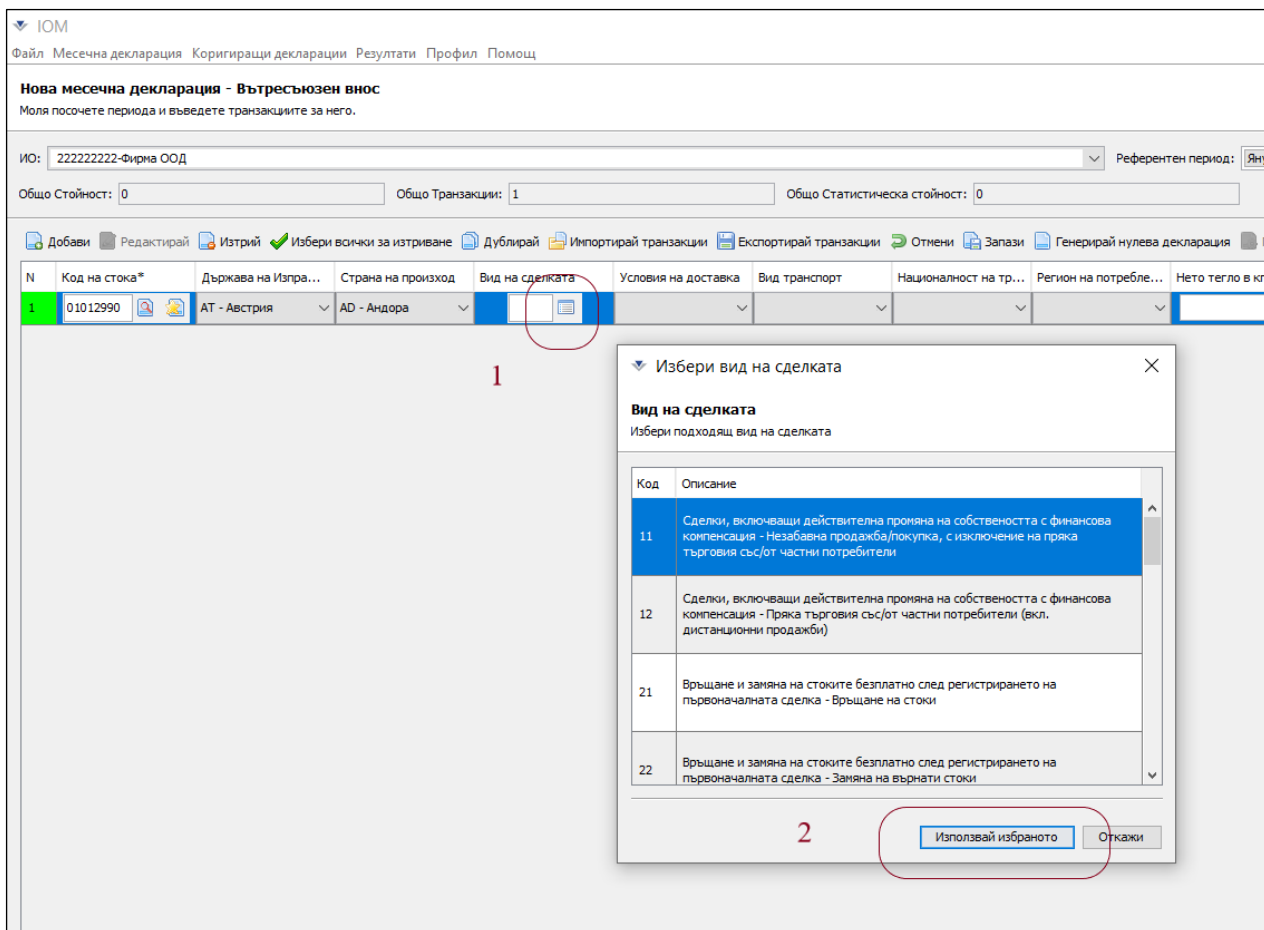 IOM
Файл Месечна декларация Коригиращи декларации Резултати Профил Помощ
Нова месечна декларация - Вътресъюзен внос
Моля посочете периода и въведете транзакциите за него.
ИО: 222222222-Фирма ООД Референтен период: Яну
Общо Стойност: 0 Общо Транзакции: 1 Общо Статистическа стойност: 0
Добави Редактирай Изтрий Избери всички за изтриване Дублирай Импортирай транзакции Експортирай транзакции Отмени Запази Генерирай нулева декларация
N Код на стока* Държава на Изпра... Страна на произход Вид на сделката Условия на доставка Вид транспорт Националност на тр... Регион на потребле... Нето тегло в кг
1 01012990 AT - Австрия AD - Андора
1
Избери вид на сделката
Вид на сделката
Избери подходящ вид на сделката
Код Описание
Сделки, включващи действителна промяна на собствеността с финансова
11 компенсация - Незабавна продажба/покупка, с изключение на пряка
търговия със/от частни потребители
Сделки, включващи действителна промяна на собствеността с финансова
12 компенсация - Пряка търговия със/от частни потребители (вкл.
дистанционни продажби)
21 Връщане и замяна на стоките безплатно след регистрирането на
първоначалната сделка - Връщане на стоки
22 Връщане и замяна на стоките безплатно след регистрирането на
първоначалната сделка - Замяна на върнати стоки
2
Използвай избраното Откажи